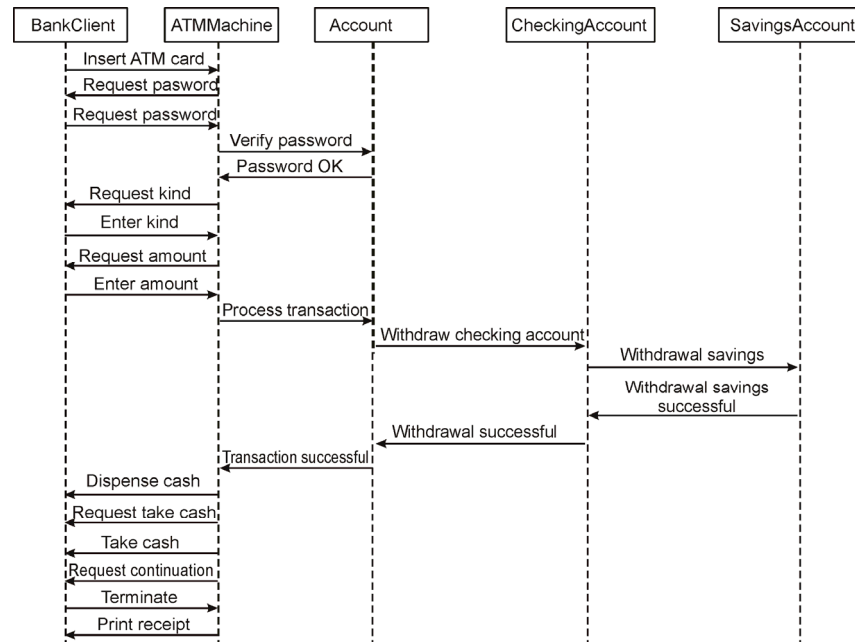 BankClient ATMMachine Account CheckingAccount SavingsAccount
Insert ATM card
Request pasword
Request password
Verify password
Password OK
Request kind
Enter kind
Request amount
Enter amount
Process transaction
Withdraw checking account
Withdrawal savings
Withdrawal savings
successful
Withdrawal successful
Transaction successful
Dispense cash
Request take cash
Take cash
Request continuation
Terminate
Print receipt